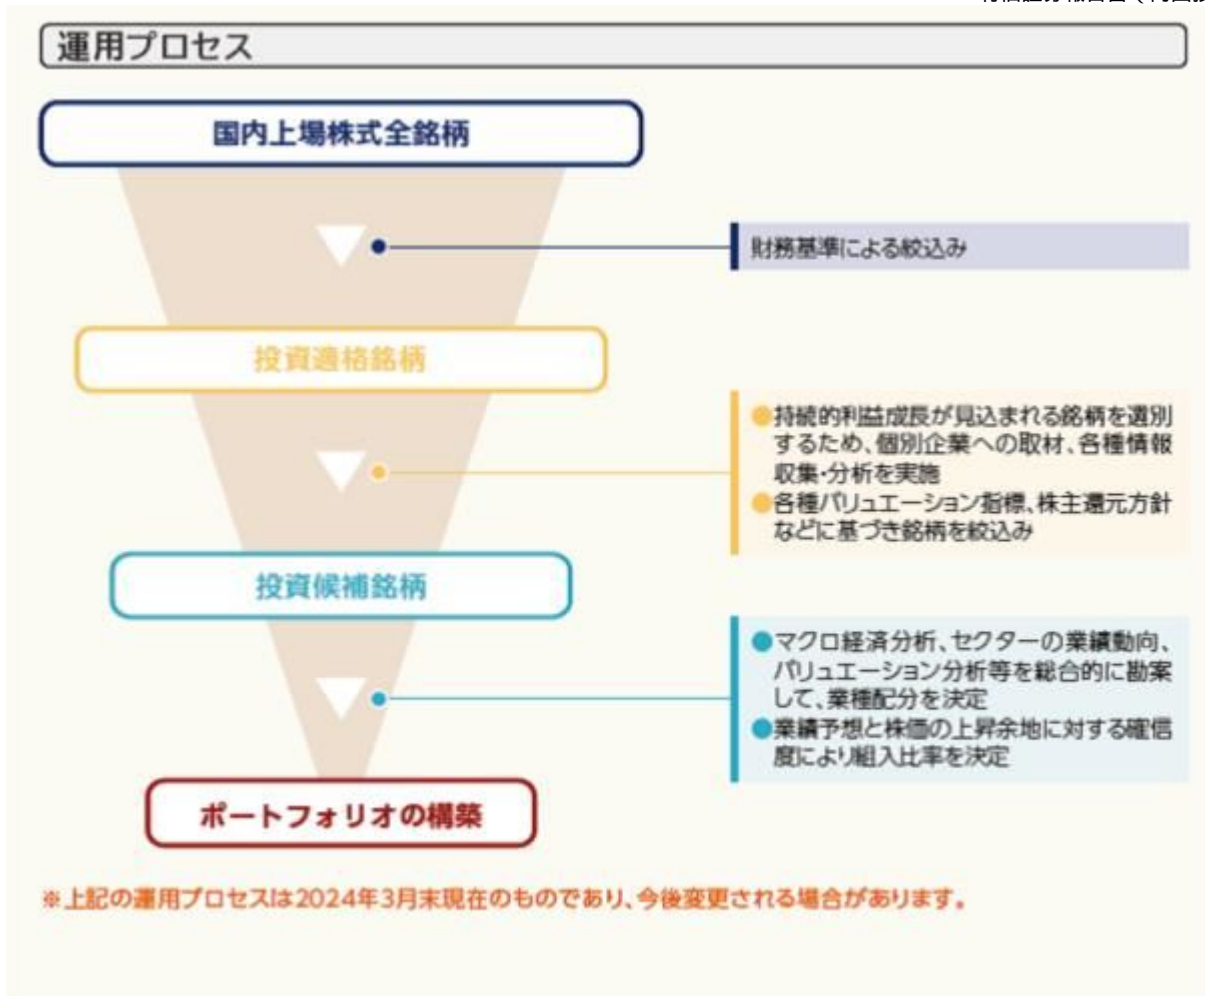 運用プロセス
国内上場株式全銘柄
財務基準による絞込み
投資適格銘柄
●持続的利益成長が見込まれる銘柄を選別
するため、個別企業への取材、各種情報
収集・分析を実施
●各種バリュエーション指標、株主還元方針
などに基づき銘柄を絞込み
投資候補銘柄
●マクロ経済分析、セクターの業績動向、
バリュエーション分析等を総合的に勘案
して、業種配分を決定
●業績予想と株価の上昇余地に対する確信
度により組入比率を決定
ポートフォリオの構築
※上記の運用プロセスは2024年3月末現在のものであり、今後変更される場合があります。